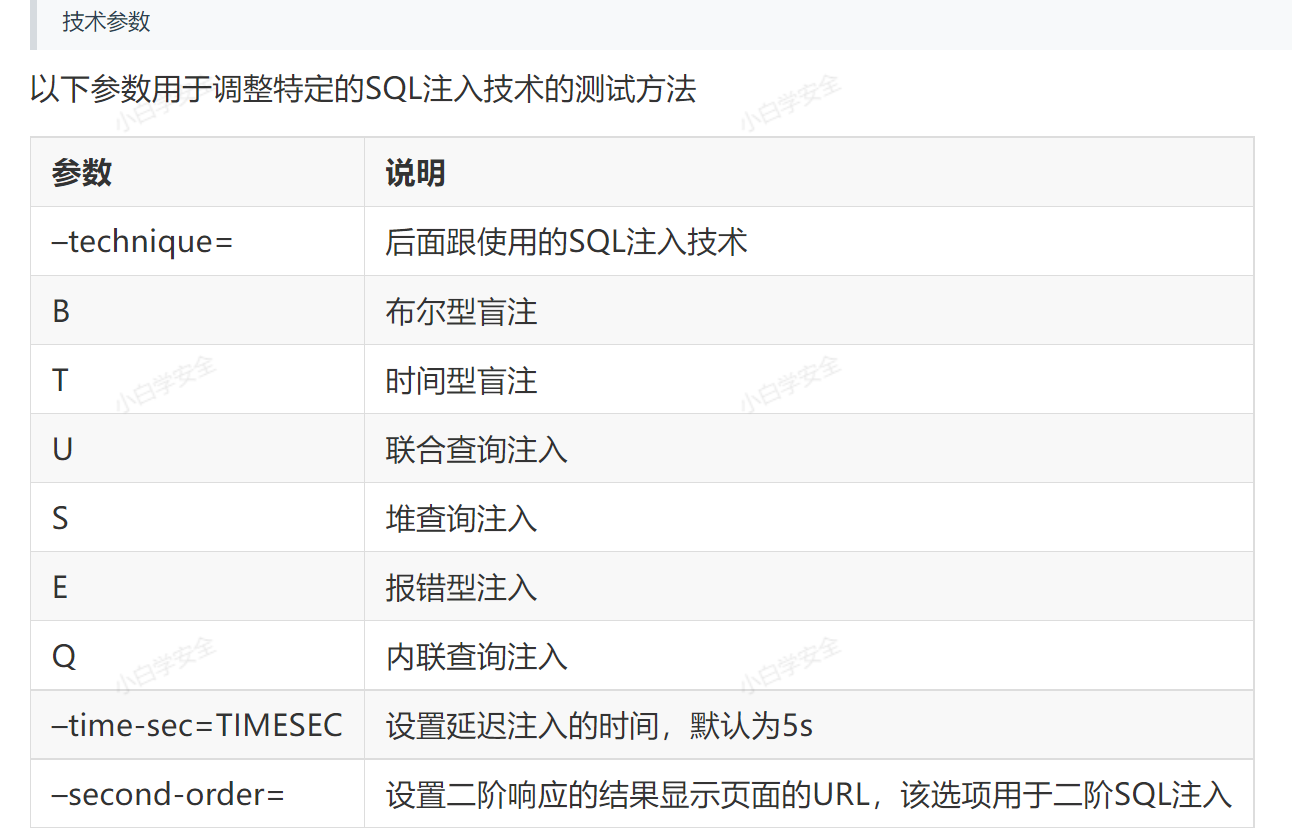 技术参数
以下参数用于调整特定的SQL注入技术的测试方法
参数 说明
–technique= 后面跟使用的SQL注入技术
B 布尔型盲注
T 时间型盲注
U 联合查询注入
S 堆查询注入
E 报错型注入
Q 内联查询注入
–time-sec=TIMESEC 设置延迟注入的时间，默认为5s
–second-order= 设置二阶响应的结果显示页面的URL，该选项用于二阶SQL注入
小白学安全
小白学安全
小白学安全
小白学安全
小白学安全
小白学安全